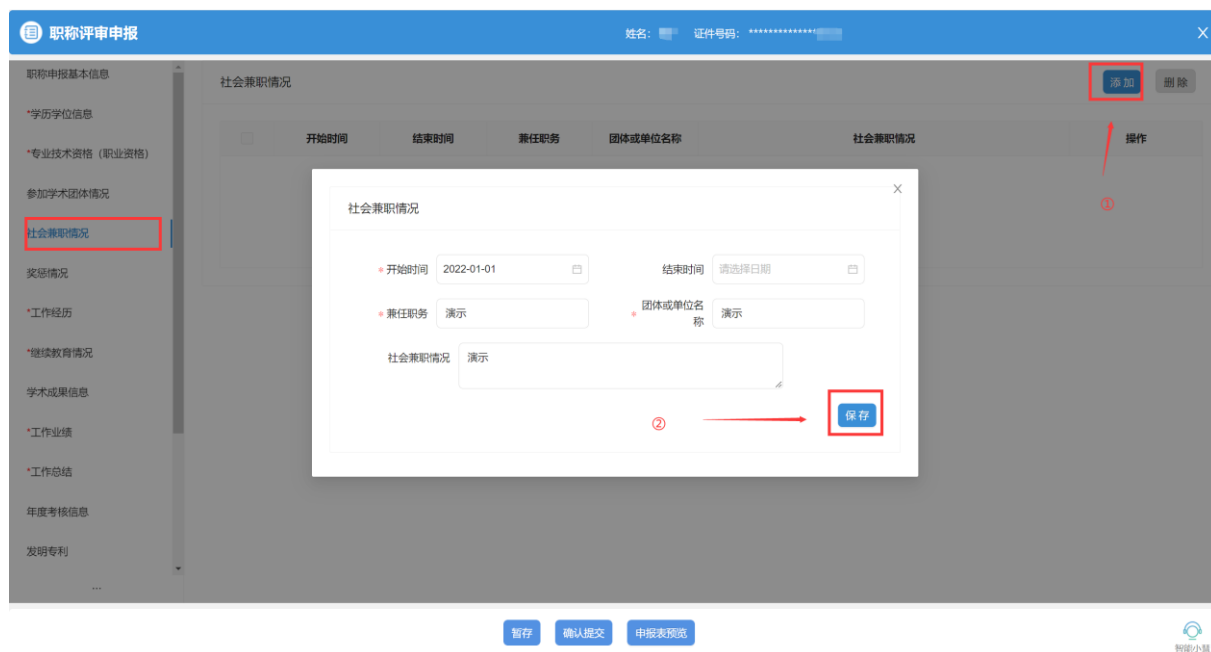 职称评审申报 姓名： 证件号码：************** X
职称申报基本信息
*学历学位信息
*专业技术资格（职业资格）
参加学术团体情况
社会兼职情况
奖惩情况
*工作经历
*继续教育情况
学术成果信息
*工作业绩
*工作总结
年度考核信息
发明专利
...
社会兼职情况 添加 删除
开始时间 结束时间 兼任职务 团体或单位名称 社会兼职情况 操作
①
社会兼职情况 X
*开始时间 2022-01-01 结束时间 请选择日期
*兼任职务 演示 *团体或单位名
称 演示
社会兼职情况 演示
② 保存
暂存 确认提交 申报表预览
智能小慧